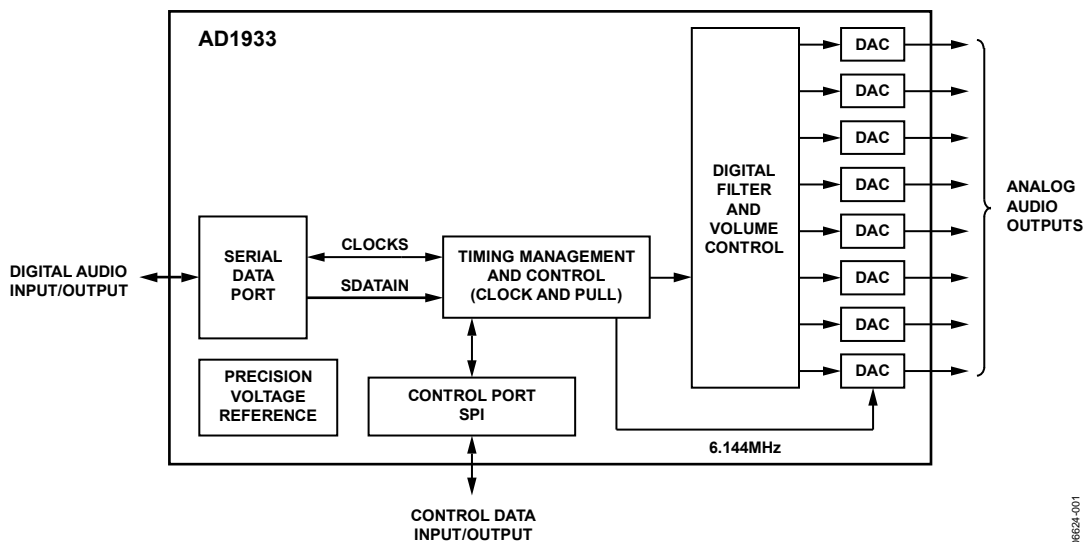 AD1933
DIGITAL AUDIO
INPUT/OUTPUT
SERIAL
DATA
PORT
CLOCKS
SDATAIN
TIMING MANAGEMENT
AND CONTROL
(CLOCK AND PULL)
DIGITAL
FILTER
AND
VOLUME
CONTROL
DAC
DAC
DAC
DAC
DAC
DAC
DAC
DAC
ANALOG
AUDIO
OUTPUTS
PRECISION
VOLTAGE
REFERENCE
CONTROL PORT
SPI
6.144MHz
CONTROL DATA
INPUT/OUTPUT
06624-001